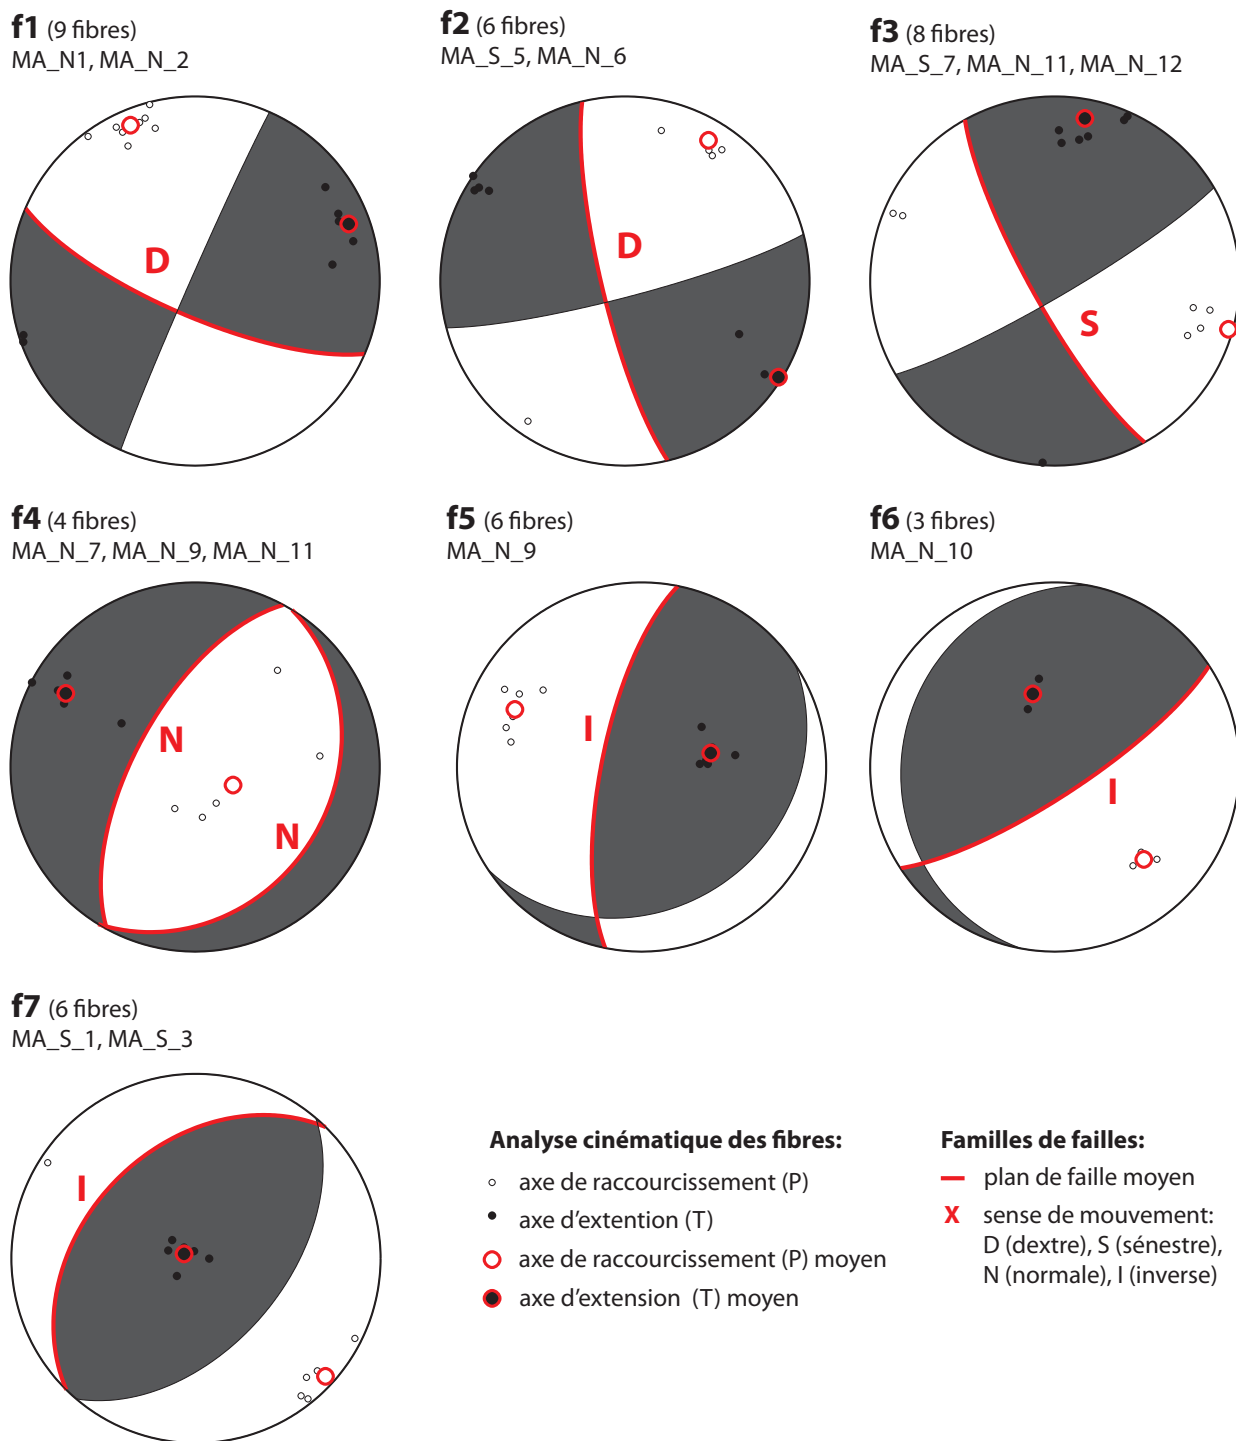 f1 (9 fibres)
MA_N1, MA_N_2
f2 (6 fibres)
MA_S_5, MA_N_6
f3 (8 fibres)
MA_S_7, MA_N_11, MA_N_12
D
D
S
f4 (4 fibres)
MA_N_7, MA_N_9, MA_N_11
f5 (6 fibres)
MA_N_9
f6 (3 fibres)
MA_N_10
N
N
I
I
f7 (6 fibres)
MA_S_1, MA_S_3
I
Analyse cinématique des fibres:
axe de raccourcissement (P)
axe d'extention (T)
axe de raccourcissement (P) moyen
axe d'extension (T) moyen
Familles de failles:
plan de faille moyen
X sense de mouvement:
D (dextre), S (sénestre),
N (normale), I (inverse)